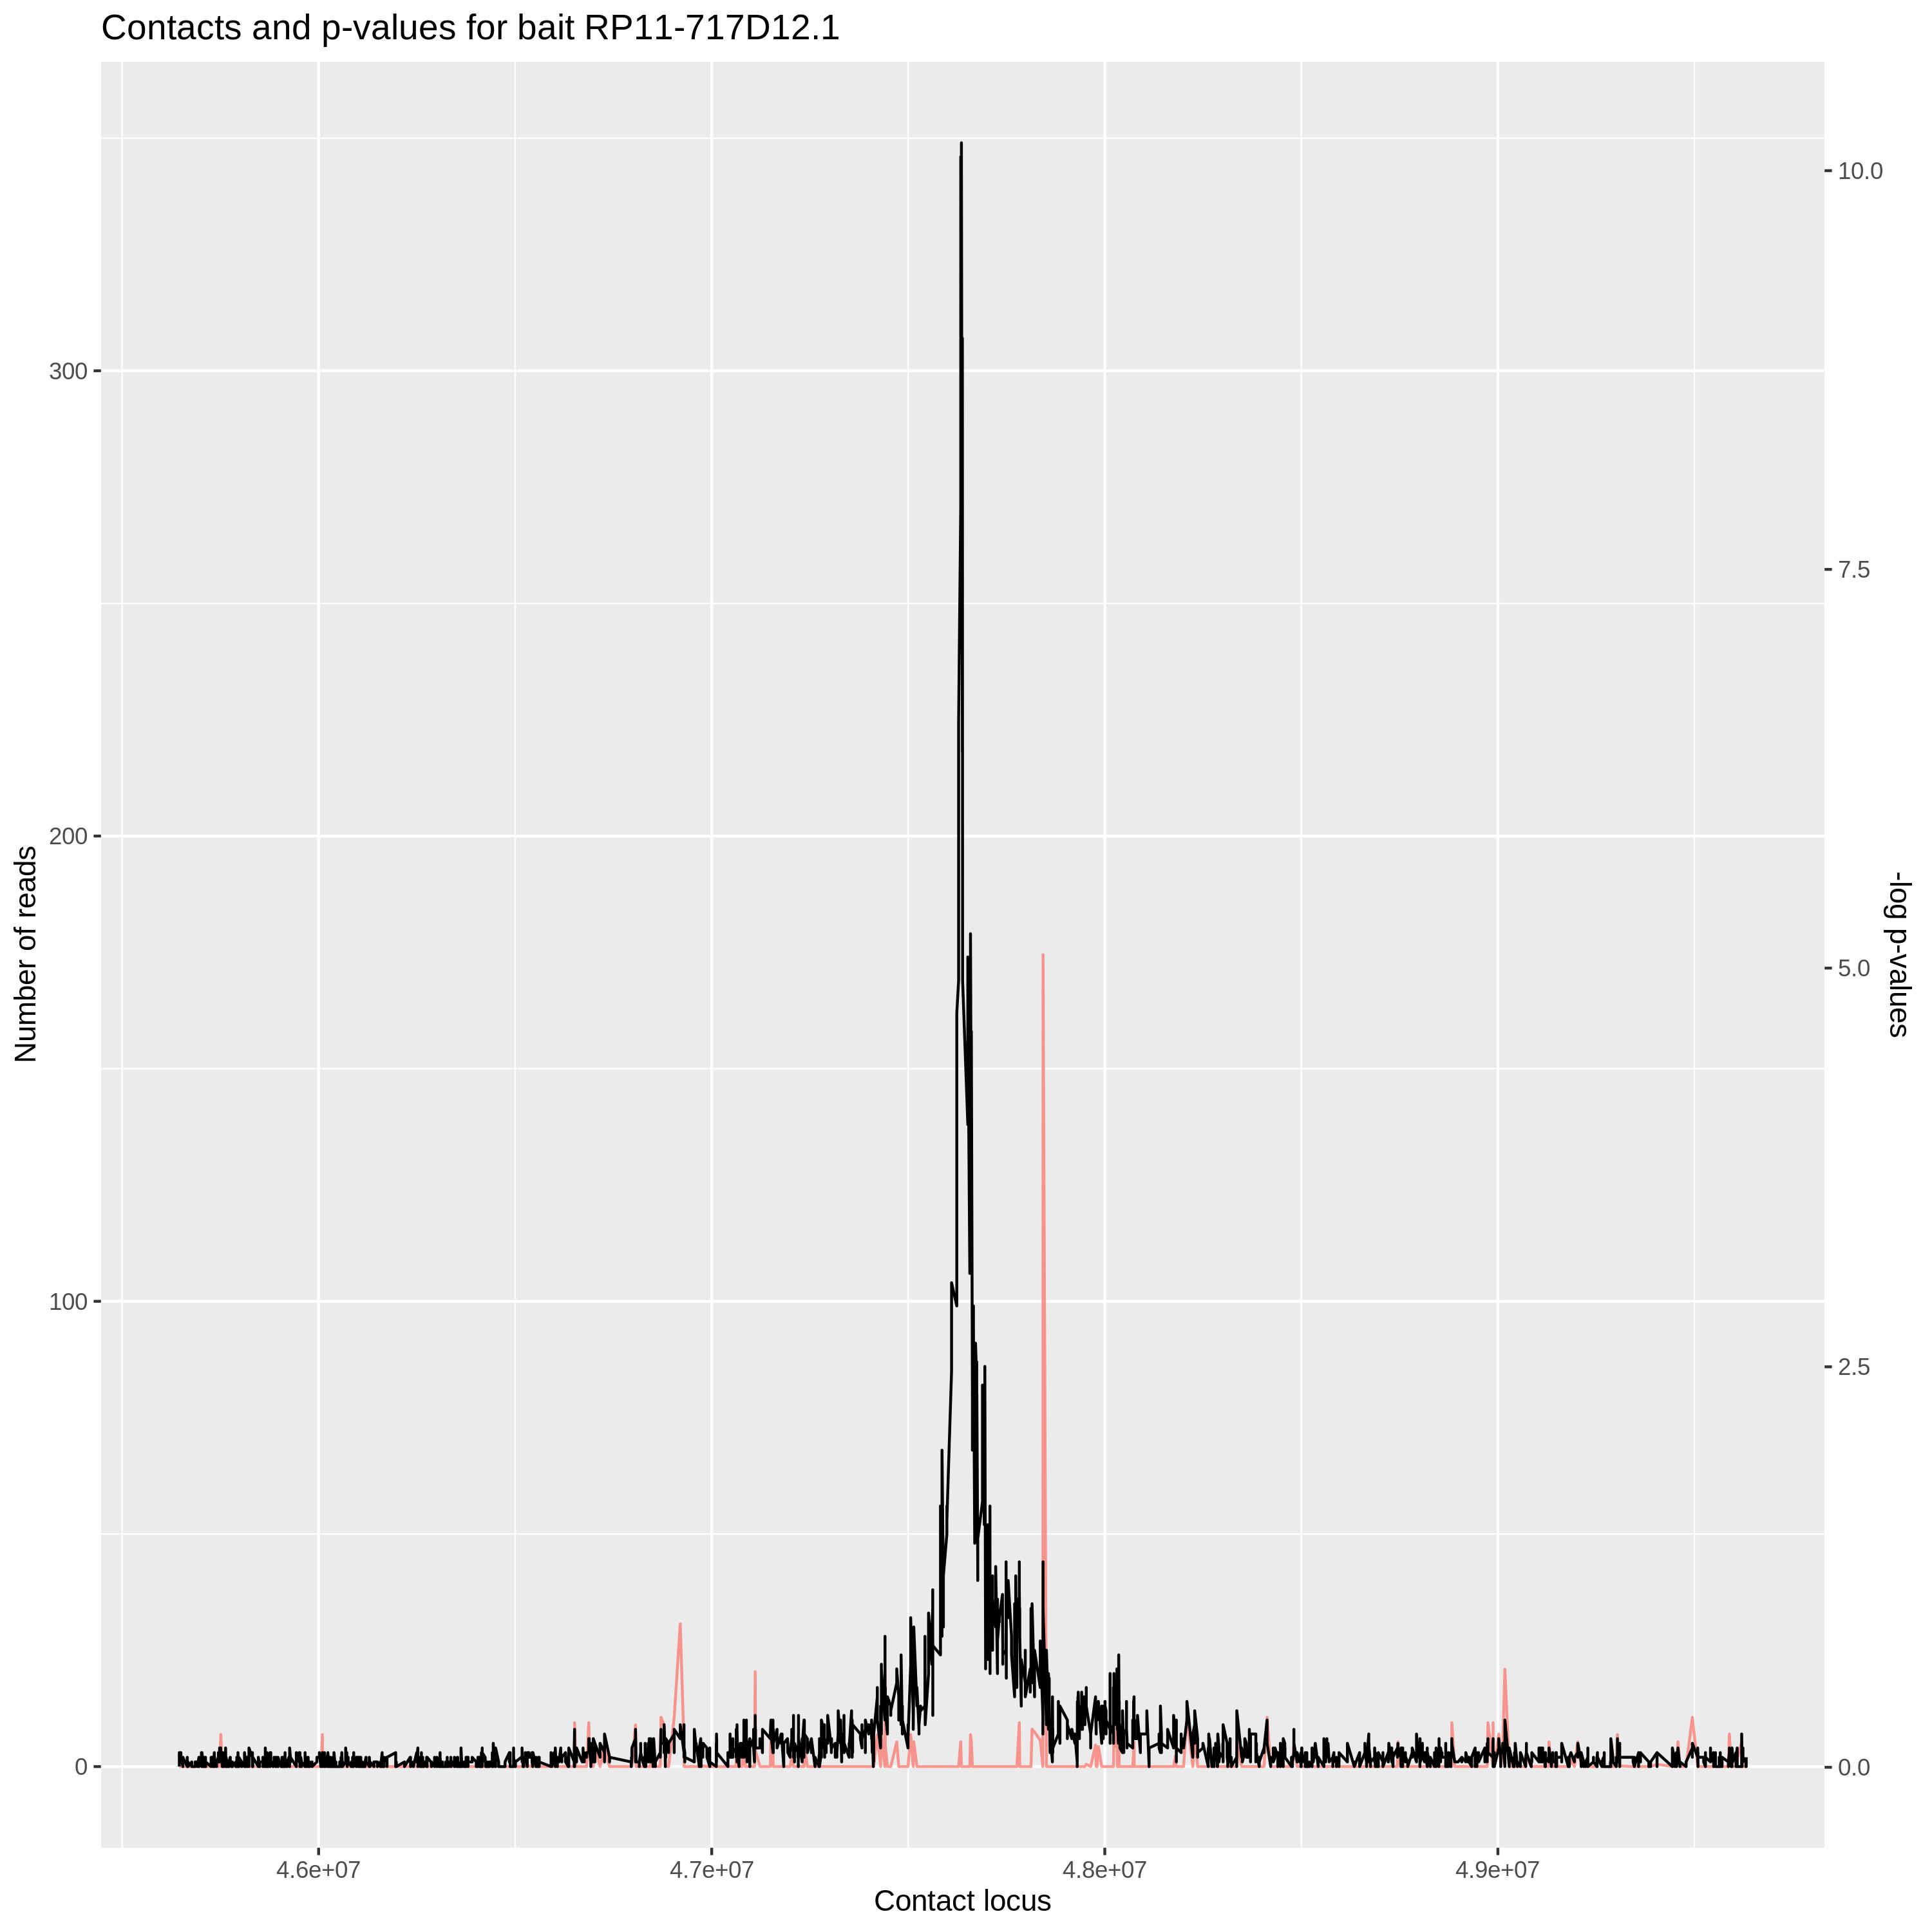 Contacts and p-values for bait RP11-717D12.1
Number of reads
300
200
100
0
10.0
7.5
5.0
2.5
0.0
-log p-values
4.6e+07
4.7e+07
4.8e+07
4.9e+07
Contact locus